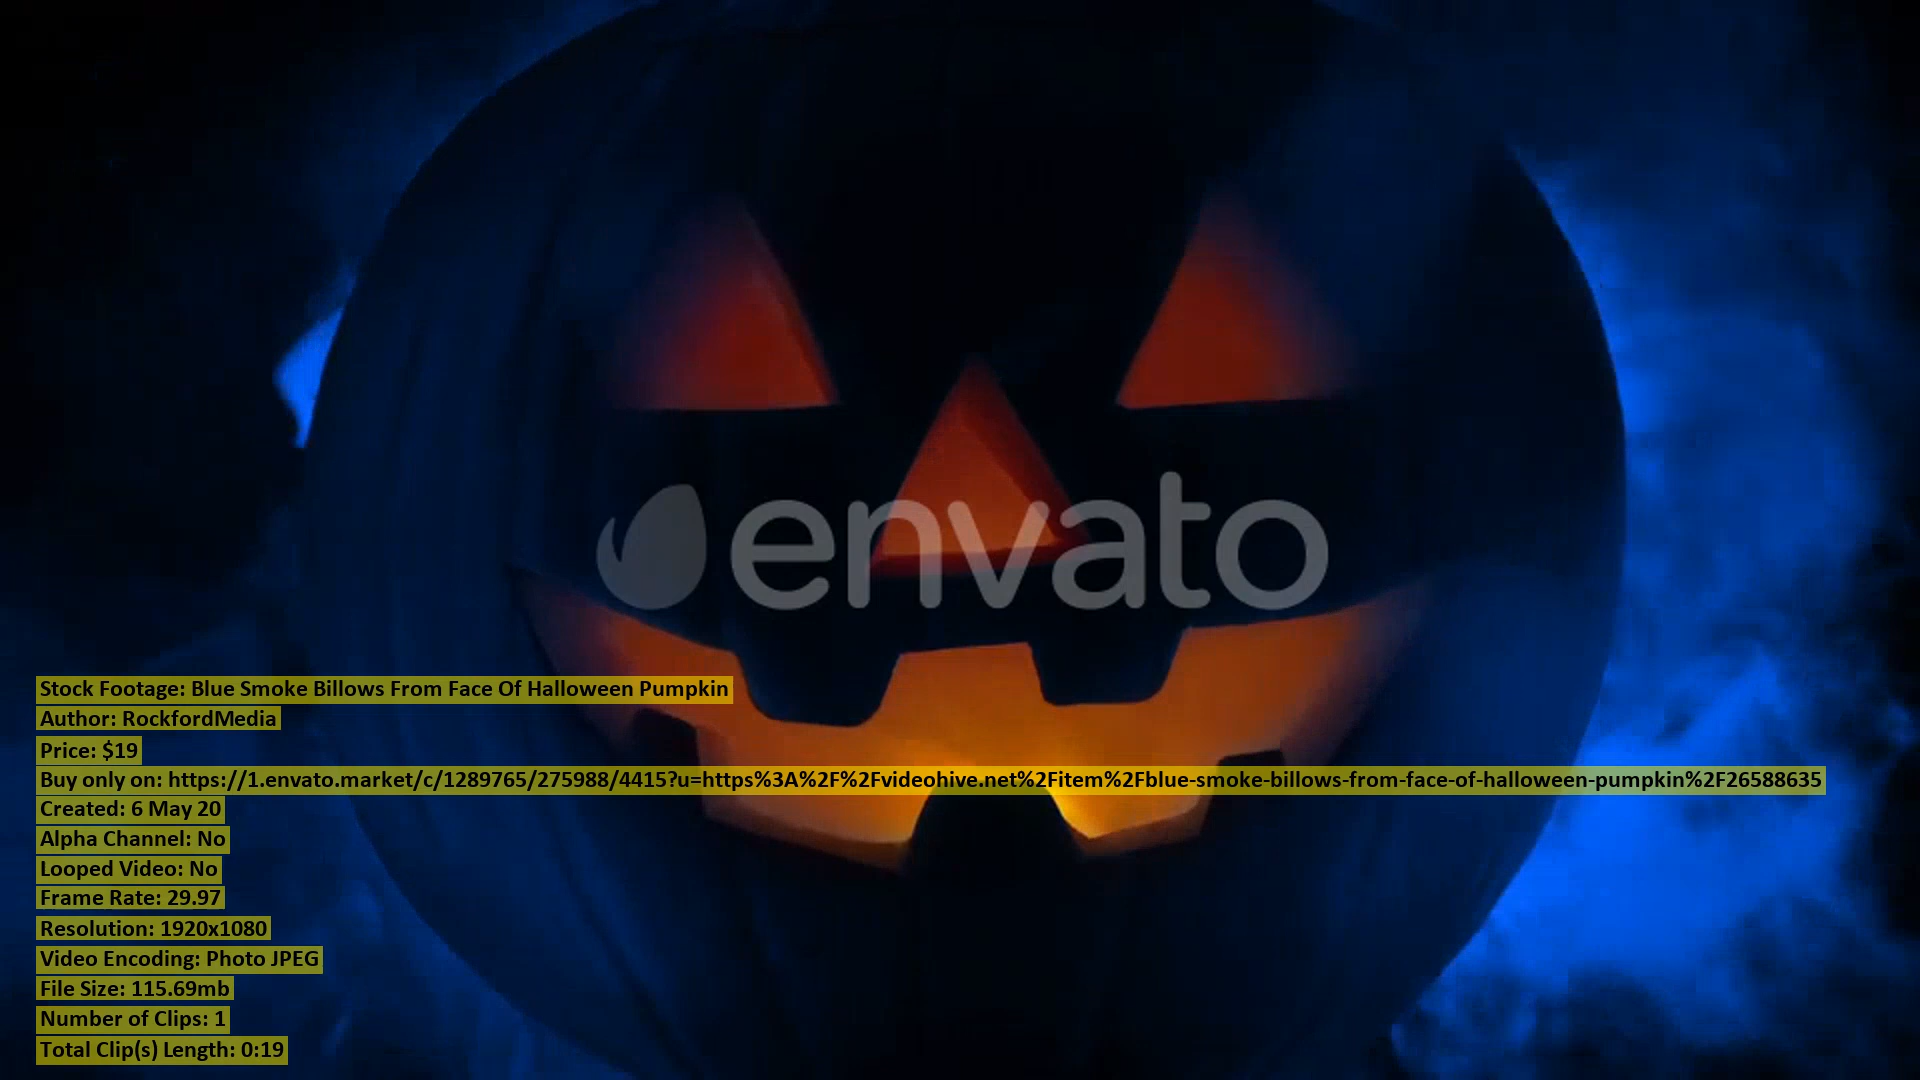 envato
Stock Footage: Blue Smoke Billows From Face Of Halloween Pumpkin
Author: RockfordMedia
Price: $19
Buy only on: https://1.envato.market/c/1289765/275988/4415?u=https%3A%2F%2Fvideohive.net%2Fitem%2Fblue-smoke-billows-from-face-of-halloween-pumpkin%2F26588635
Created: 6 May 20
Alpha Channel: No
Looped Video: No
Frame Rate: 29.97
Resolution: 1920x1080
Video Encoding: Photo JPEG
File Size: 115.69mb
Number of Clips: 1
Total Clip(s) Length: 0:19